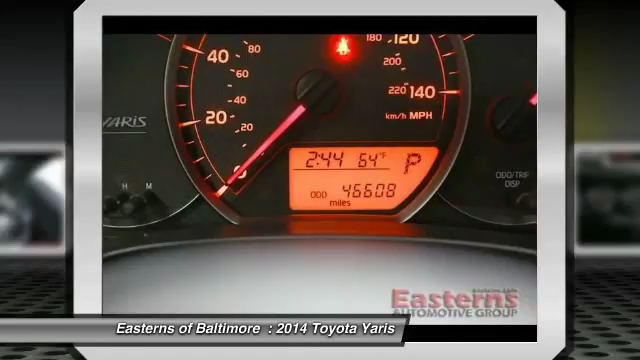 80
180
120
40
200
60
220
140
40
km/h MPH
YARIS
20
20
2:44 64°F P
0
ODO 46608
miles
H M
ODO/TRIP
DISP
Easterns
AUTOMOTIVE GROUP
Easterns of Baltimore : 2014 Toyota Yaris